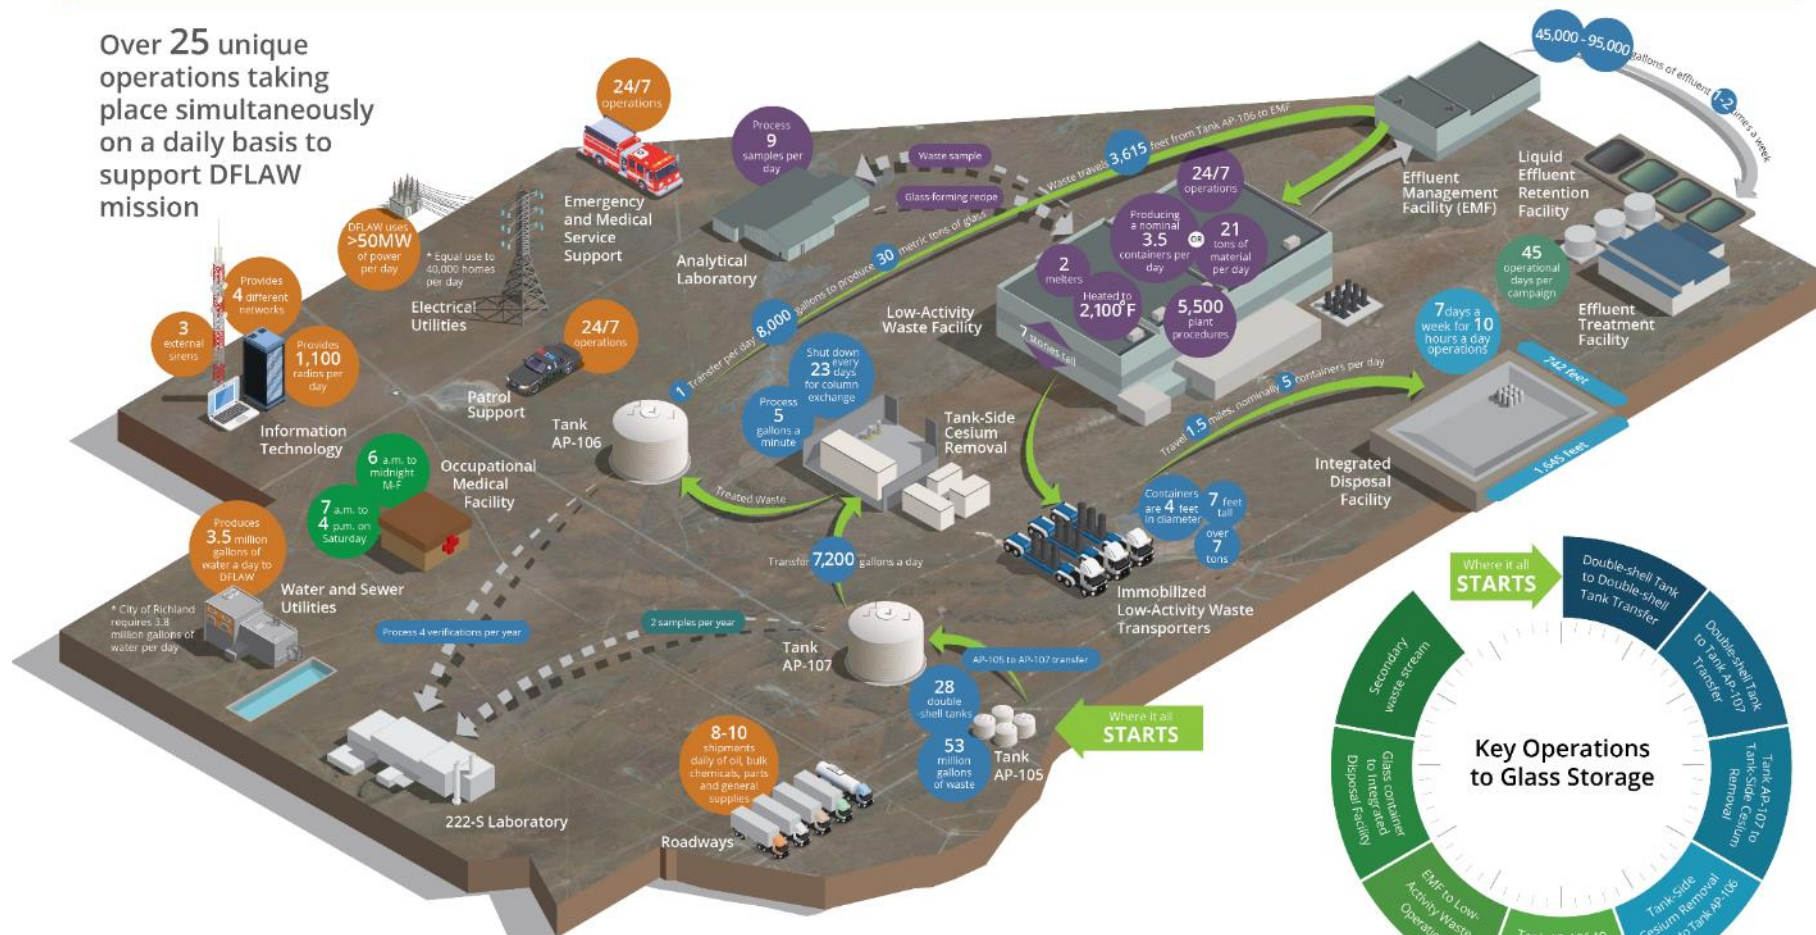 Over 25 unique
operations taking
place simultaneously
on a daily basis to
support DFLAW
mission
24/7
operations
Emergency
and Medical
Service
Support
Process
9
samples per
day
Analytical
Laboratory
Waste sample
Glass-forming recipe
DFLAW uses
>50MW
of power
per day
* Equal use to
40,000 homes
per day
Electrical
Utilities
3
external
sirens
Provides
4 different
networks
Provides
1,100
radios per
day
Information
Technology
24/7
operations
Patrol
Support
6 a.m. to
midnight
M-F
7 a.m. to
4 p.m. on
Saturday
Occupational
Medical
Facility
Produces
3.5 million
gallons of
water a day to
DFLAW
* City of Richland
requires 3.8
million gallons of
water per day
Water and Sewer
Utilities
Tank
AP-106
1 Transfer per day 8,000 gallons to produce 30 metric tons of glass
Waste travels 3,615 feet from Tank AP-106 to EMF
Shut down
every
23 days
for column
exchange
Process
5
gallons a
minute
Tank-Side
Cesium
Removal
Treated Waste
Transfer 7,200 gallons a day
Low-Activity
Waste Facility
24/7
operations
Producing
a nominal
3.5
containers per
day
OR
21
tons of
material
per day
2
melters
Heated to
2,100°F
5,500
plant
procedures
7 stories tall
Effluent
Management
Facility (EMF)
45,000 - 95,000 gallons of effluent 1-2 times a week
Liquid
Effluent
Retention
Facility
45
operational
days per
campaign
Effluent
Treatment
Facility
7 days a
week for 10
hours a day
operations
742 feet
1,645 feet
Integrated
Disposal
Facility
Travel 1.5 miles, nominally 5 containers per day
Containers
are 4 feet
in diameter
7 feet
tall
over
7
tons
Immobilized
Low-Activity Waste
Transporters
Process 4 verifications per year
2 samples per year
Tank
AP-107
AP-105 to AP-107 transfer
28
double
-shell tanks
53
million
gallons
of waste
Tank
AP-105
Where it all
STARTS
222-S Laboratory
8-10
shipments
daily of oil, bulk
chemicals, parts
and general
supplies
Roadways
Where it all
STARTS
Double-shell Tank
to Double-shell
Tank Transfer
Double-shell Tank
to Tank AP-107
Transfer
Tank AP-107 to
Tank-Side Cesium
Removal
Tank-Side
Cesium Removal
to Tank AP-106
EMF to Low-
Activity Waste
Glass container
to Integrated
Disposal Facility
Secondary
waste stream
Key Operations
to Glass Storage